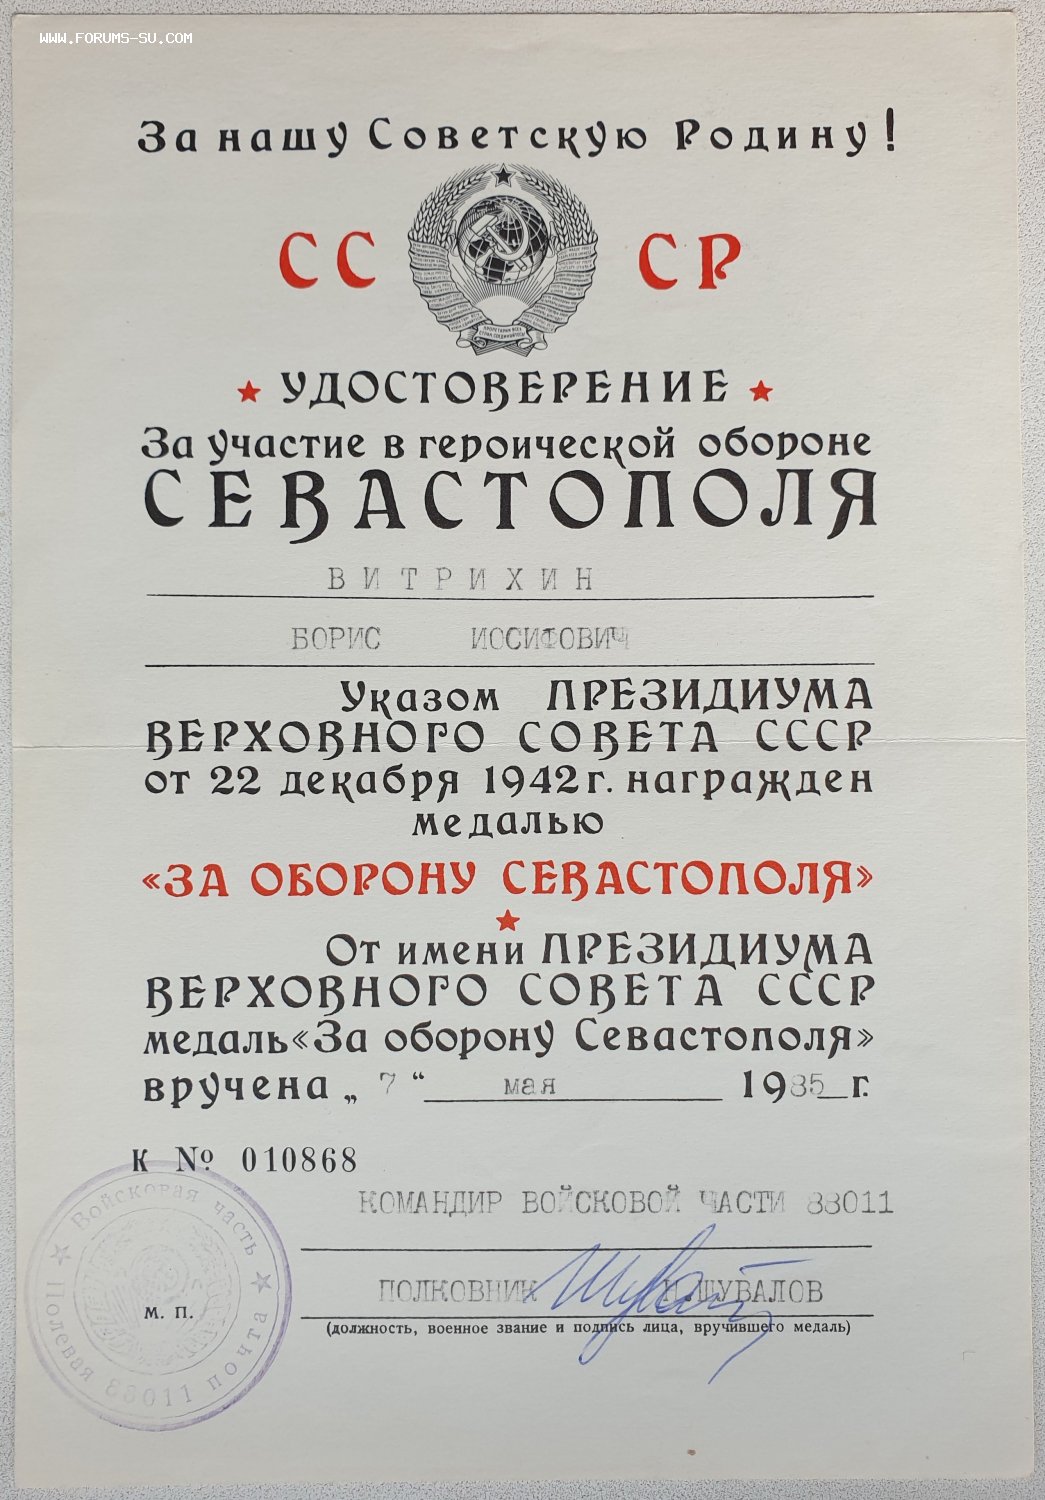 WWW.FORUMS-SU.COM
За нашу Советскую Родину!
СС СР
УДОСТОВЕРЕНИЕ
За участие в героической обороне
СЕВАСТОПОЛЯ
ВИТРИХИН
БОРИС ИОСИФОВИЧ
Указом ПРЕЗИДИУМА
ВЕРХОВНОГО СОВЕТА СССР
от 22 декабря 1942 г. награжден
медалью
«ЗА ОБОРОНУ СЕВАСТОПОЛЯ»
От имени ПРЕЗИДИУМА
ВЕРХОВНОГО СОВЕТА СССР
медаль «За оборону Севастополя»
вручена „ 7 “ мая 1985 г.
К № 010868
КОМАНДИР ВОЙСКОВОЙ ЧАСТИ 83011
ПОЛКОВНИК Н.ШУВАЛОВ
М. П.
(должность, военное звание и подпись лица, вручившего медаль)
Войсковая часть
Полевая почта 83011